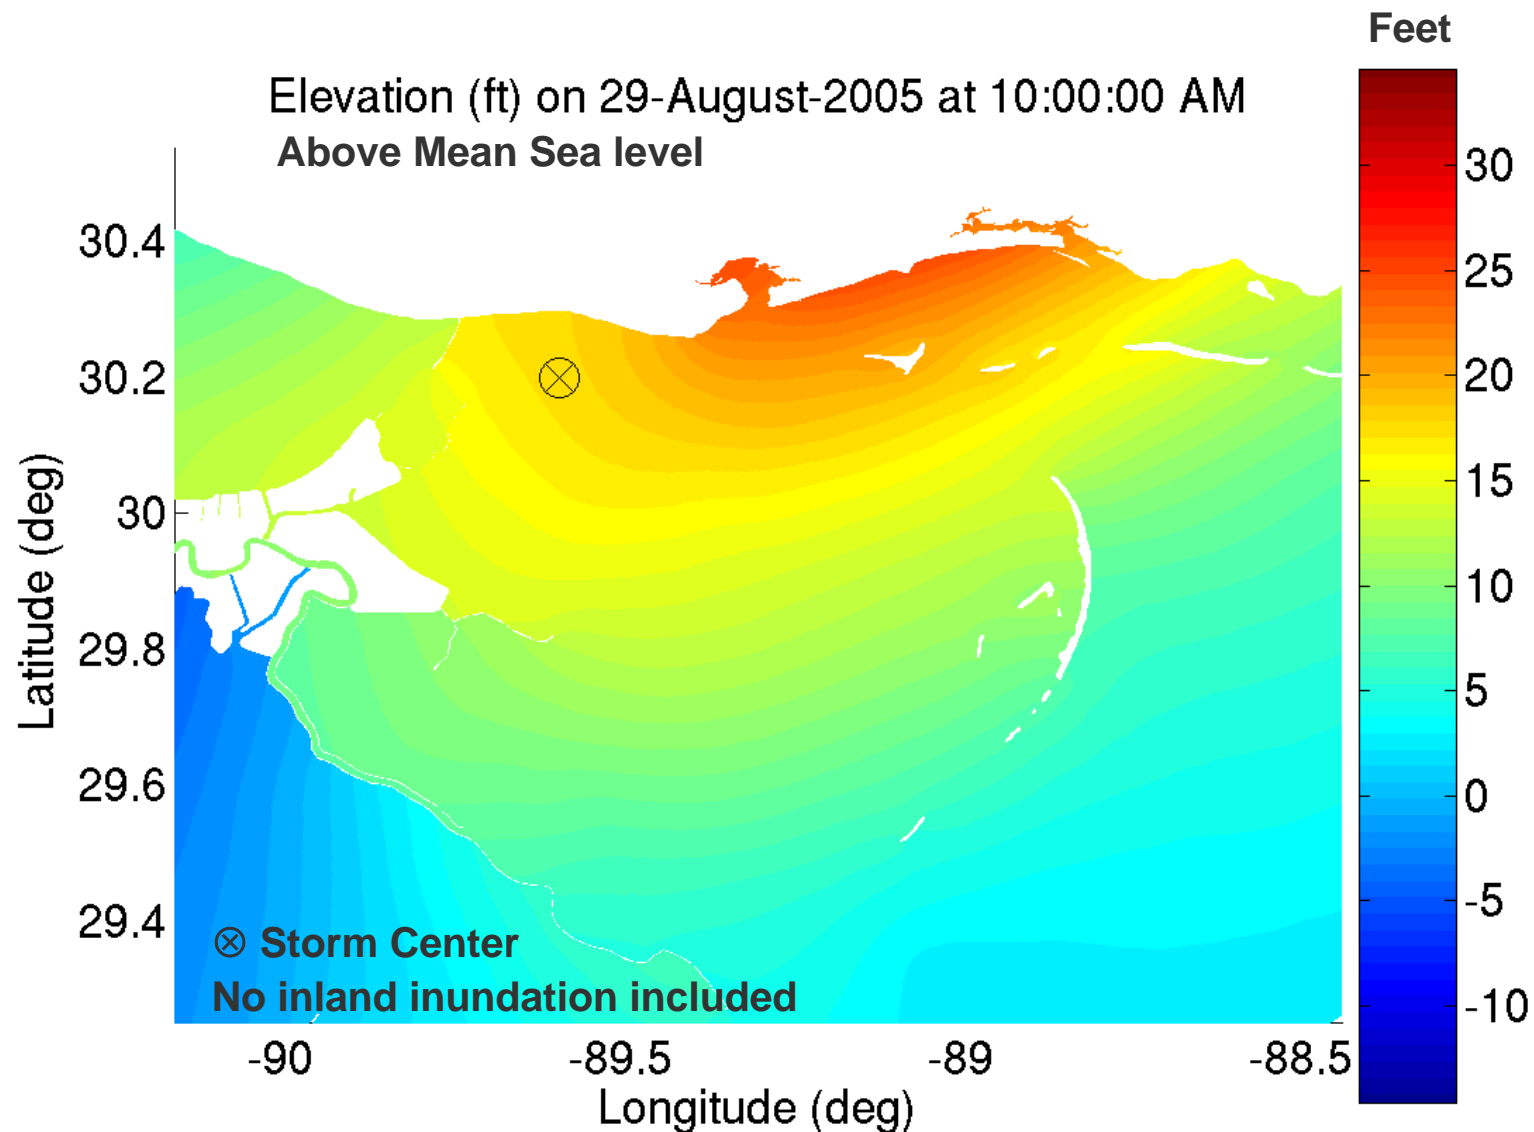 Feet
Elevation (ft) on 29-August-2005 at 10:00:00 AM
Above Mean Sea level
30.4
30.2
30
29.8
29.6
29.4
Latitude (deg)
⊗ Storm Center
No inland inundation included
-90
-89.5
-89
-88.5
Longitude (deg)
30
25
20
15
10
5
0
-5
-10